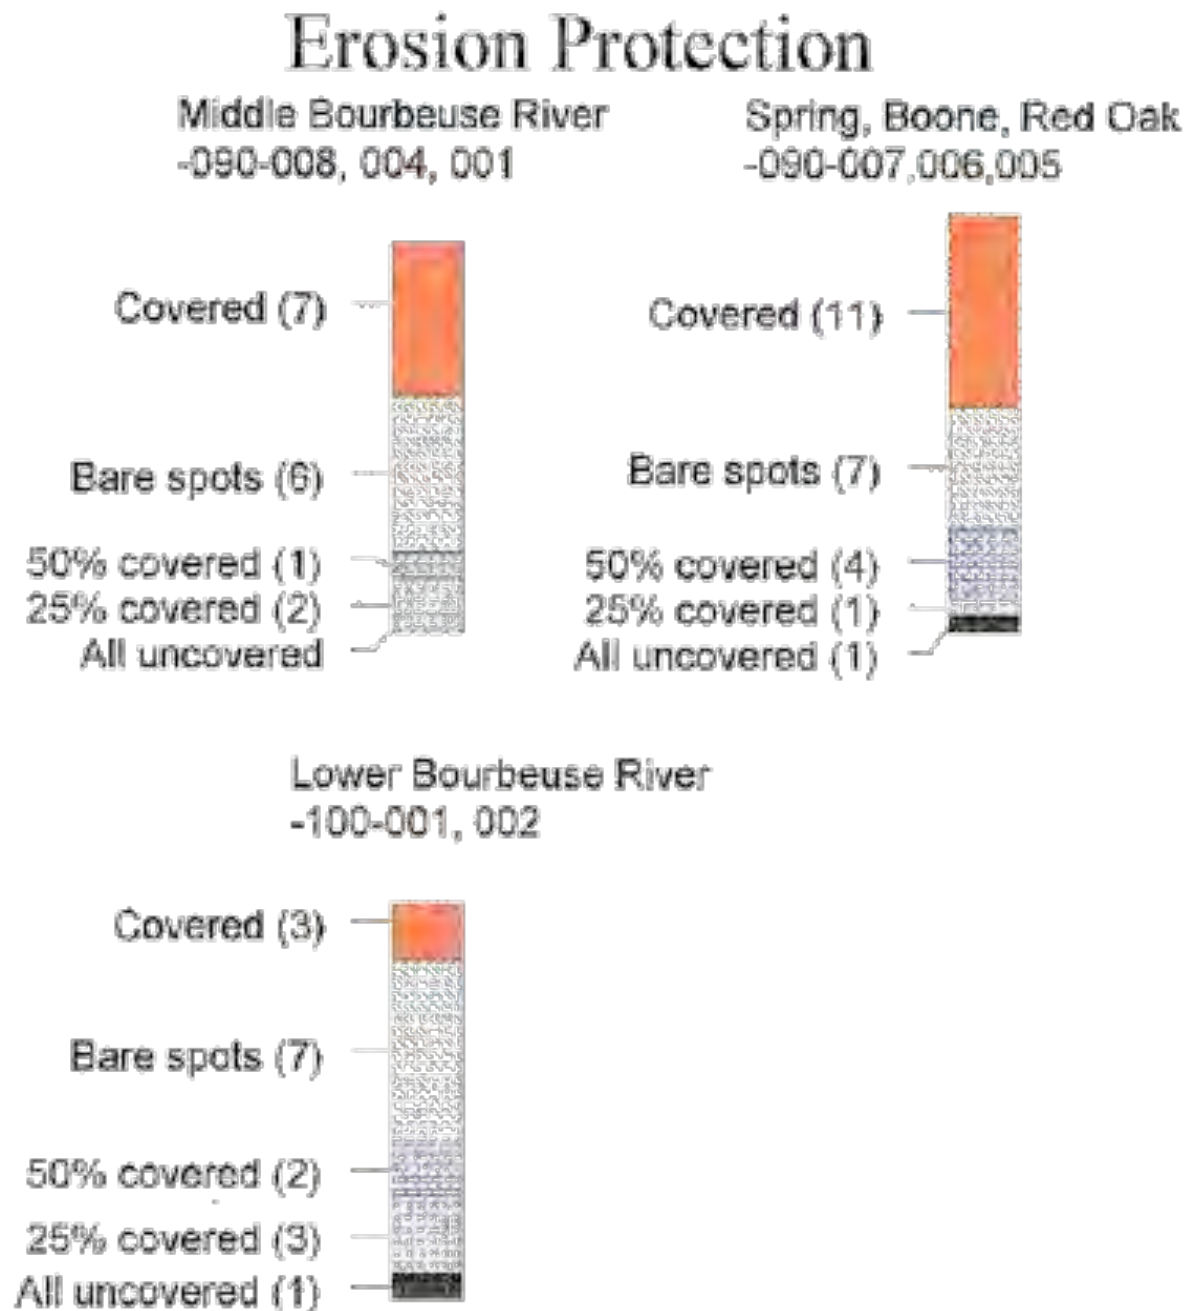 Erosion Protection
Middle Bourbeuse River
-090-008, 004, 001
Covered (7)
Bare spots (6)
50% covered (1)
25% covered (2)
All uncovered
Spring, Boone, Red Oak
-090-007,006,005
Covered (11)
Bare spots (7)
50% covered (4)
25% covered (1)
All uncovered (1)
Lower Bourbeuse River
-100-001, 002
Covered (3)
Bare spots (7)
50% covered (2)
25% covered (3)
All uncovered (1)